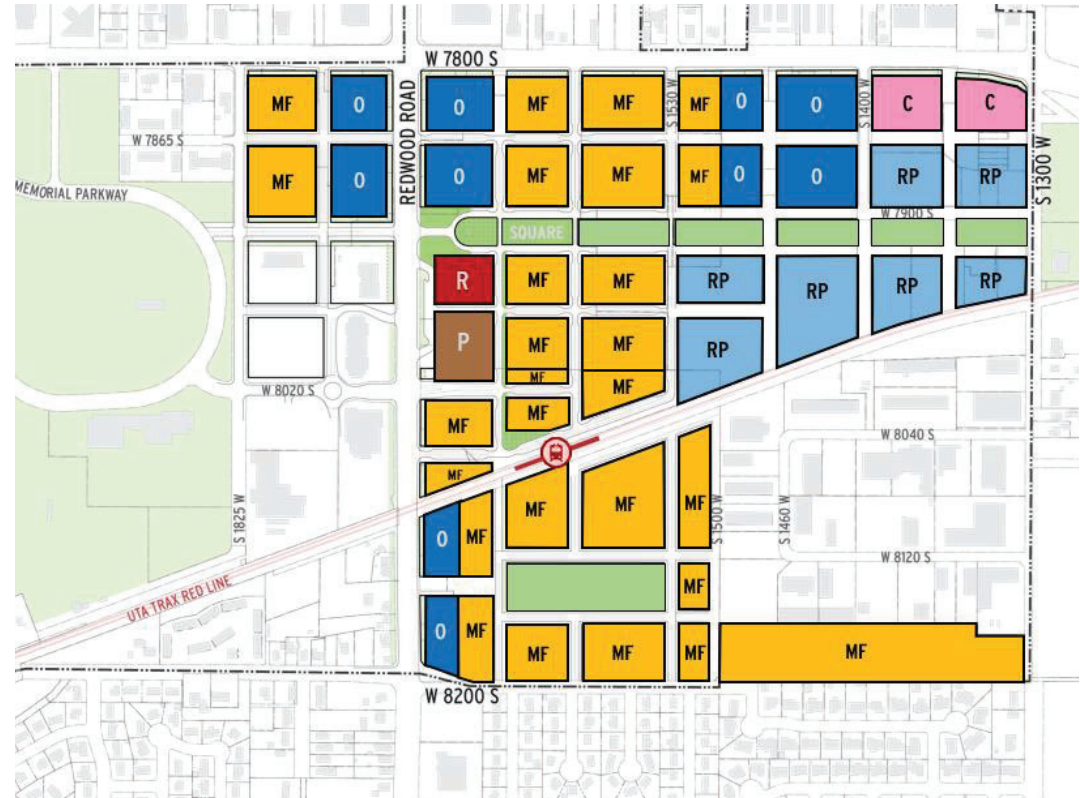 W 7800 S
MF
O
O
MF
MF
MF
O
O
C
C
S 1530 W
S 1400 W
REDWOOD ROAD
S 1300 W
W 7865 S
MF
O
O
MF
MF
MF
O
O
RP
RP
MEMORIAL PARKWAY
W 7900 S
SQUARE
R
MF
MF
RP
RP
RP
RP
P
MF
MF
RP
MF
MF
W 8020 S
MF
MF
W 8040 S
MF
O
MF
MF
MF
MF
S 1825 W
S 1500 W
S 1460 W
W 8120 S
MF
UTA TRAX RED LINE
O
MF
MF
MF
MF
MF
W 8200 S